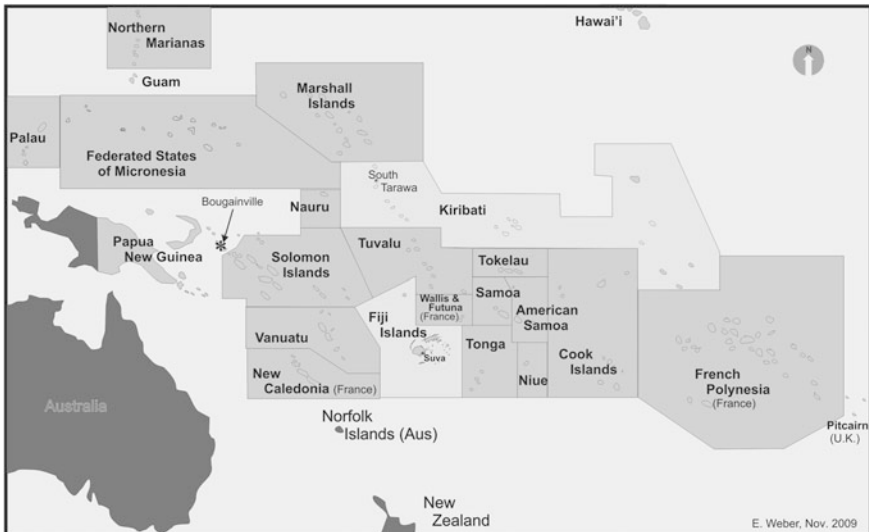 Hawai'i
N
Northern
Marianas
Guam
Marshall
Islands
Palau
Federated States
of Micronesia
South
Tarawa
Bougainville
Nauru
Kiribati
Papua
New Guinea
Solomon
Islands
Tuvalu
Tokelau
Wallis &
Futuna
(France)
Samoa
American
Samoa
Fiji
Islands
Suva
Vanuatu
Tonga
New
Caledonia (France)
Niue
Cook
Islands
French
Polynesia
(France)
Australia
Norfolk
Islands (Aus)
Pitcairn
(U.K.)
New
Zealand
E. Weber, Nov. 2009